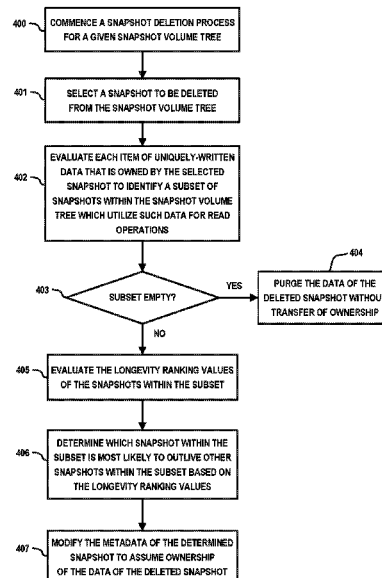 400
COMMENCE A SNAPSHOT DELETION PROCESS
FOR A GIVEN SNAPSHOT VOLUME TREE
401
SELECT A SNAPSHOT TO BE DELETED
FROM THE SNAPSHOT VOLUME TREE
402
EVALUATE EACH ITEM OF UNIQUELY-WRITTEN
DATA THAT IS OWNED BY THE SELECTED
SNAPSHOT TO IDENTIFY A SUBSET OF
SNAPSHOTS WITHIN THE SNAPSHOT VOLUME
TREE WHICH UTILIZE SUCH DATA FOR READ
OPERATIONS
403
SUBSET EMPTY?
YES
404
PURGE THE DATA OF THE
DELETED SNAPSHOT WITHOUT
TRANSFER OF OWNERSHIP
NO
405
EVALUATE THE LONGEVITY RANKING VALUES
OF THE SNAPSHOTS WITHIN THE SUBSET
406
DETERMINE WHICH SNAPSHOT WITHIN THE
SUBSET IS MOST LIKELY TO OUTLIVE OTHER
SNAPSHOTS WITHIN THE SUBSET BASED ON
THE LONGEVITY RANKING VALUES
407
MODIFY THE METADATA OF THE DETERMINED
SNAPSHOT TO ASSUME OWNERSHIP
OF THE DATA OF THE DELETED SNAPSHOT